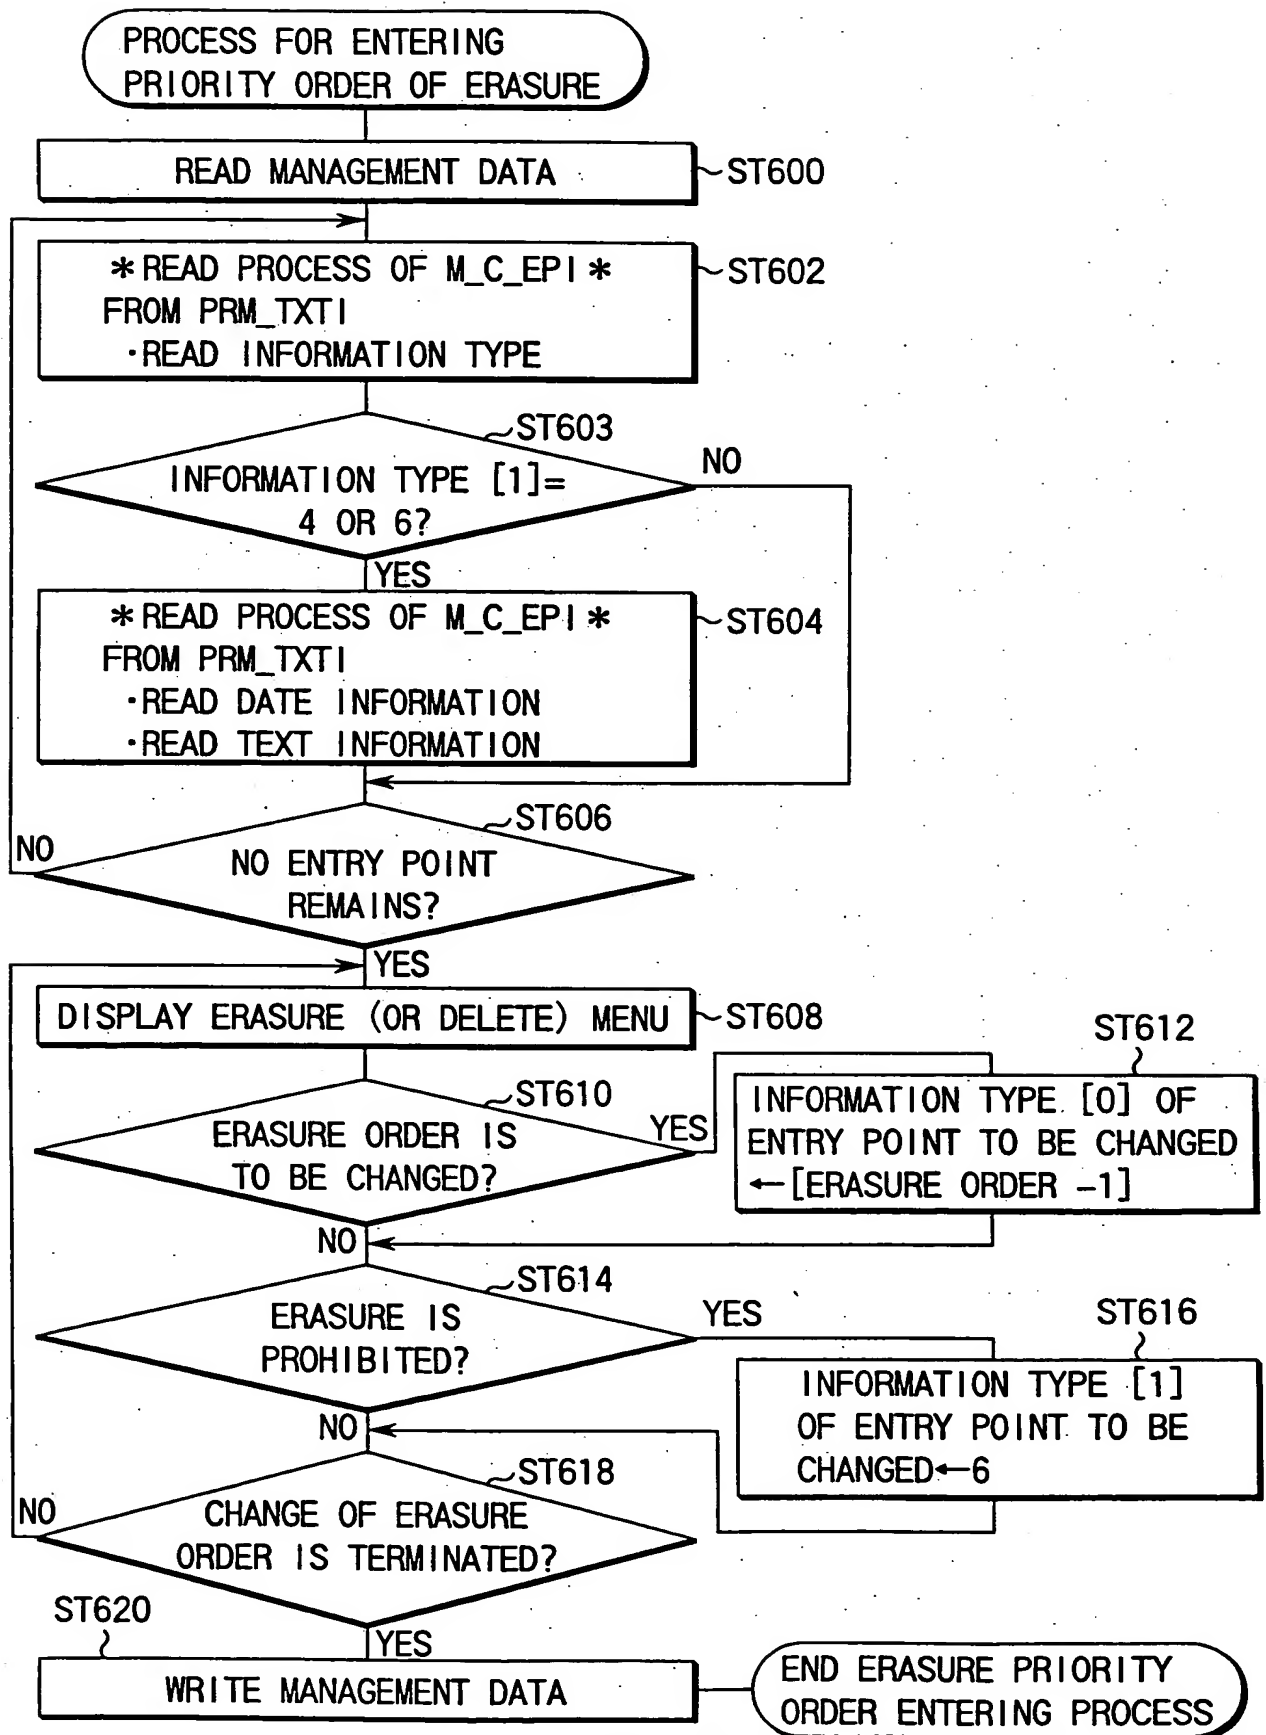 PROCESS FOR ENTERING
PRIORITY ORDER OF ERASURE
READ MANAGEMENT DATA
ST600
*READ PROCESS OF M_C_EPI*
FROM PRM_TXTI
·READ INFORMATION TYPE
ST602
ST603
INFORMATION TYPE [1]=
4 OR 6?
NO
YES
*READ PROCESS OF M_C_EPI*
FROM PRM_TXTI
·READ DATE INFORMATION
·READ TEXT INFORMATION
ST604
ST606
NO
NO ENTRY POINT
REMAINS?
YES
DISPLAY ERASURE (OR DELETE) MENU
ST608
ST610
ERASURE ORDER IS
TO BE CHANGED?
YES
ST612
INFORMATION TYPE [0] OF
ENTRY POINT TO BE CHANGED
←[ERASURE ORDER -1]
NO
ST614
ERASURE IS
PROHIBITED?
YES
ST616
INFORMATION TYPE [1]
OF ENTRY POINT TO BE
CHANGED←6
NO
ST618
NO
CHANGE OF ERASURE
ORDER IS TERMINATED?
YES
ST620
WRITE MANAGEMENT DATA
END ERASURE PRIORITY
ORDER ENTERING PROCESS